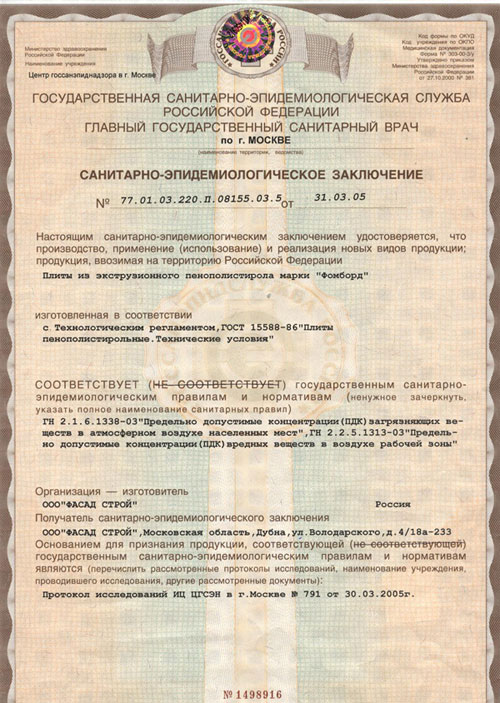 Министерство здравоохранения
Российской Федерации
Наименование учреждения
Центр госсанэпиднадзора в г. Москве
ГОССАНЭПИДСЛУЖБА РОССИИ
Код формы по ОКУД
Код учреждения по ОКПО
Медицинская документация
Форма № 303-00-3/у
Утверждено приказом
Министерства здравоохранения
Российской Федерации
от 27.10.2000 № 381
ГОСУДАРСТВЕННАЯ САНИТАРНО-ЭПИДЕМИОЛОГИЧЕСКАЯ СЛУЖБА
РОССИЙСКОЙ ФЕДЕРАЦИИ
ГЛАВНЫЙ ГОСУДАРСТВЕННЫЙ САНИТАРНЫЙ ВРАЧ
по г. МОСКВЕ
(наименование территории, ведомства)
САНИТАРНО-ЭПИДЕМИОЛОГИЧЕСКОЕ ЗАКЛЮЧЕНИЕ
№ 77.01.03.220.П.08155.03.5 от 31.03.05
Настоящим санитарно-эпидемиологическим заключением удостоверяется, что
производство, применение (использование) и реализация новых видов продукции;
продукция, ввозимая на территорию Российской Федерации
Плиты из экструзионного пенополистирола марки "Фомборд"
изготовленная в соответствии
с Технологическим регламентом,ГОСТ 15588-86"Плиты
пенополистирольные.Технические условия"
СООТВЕТСТВУЕТ (НЕ СООТВЕТСТВУЕТ) государственным санитарно-
эпидемиологическим правилам и нормативам (ненужное зачеркнуть,
указать полное наименование санитарных правил)
ГН 2.1.6.1338-03"Предельно допустимые концентрации(ПДК)загрязняющих ве-
ществ в атмосферном воздухе населенных мест",ГН 2.2.5.1313-03"Предель-
но допустимые концентрации(ПДК)вредных веществ в воздухе рабочей зоны"
Организация — изготовитель
ООО"ФАСАД СТРОЙ" Россия
Получатель санитарно-эпидемиологического заключения
ООО"ФАСАД СТРОЙ",Московская область,Дубна,ул.Володарского,д.4/18а-233
Основанием для признания продукции, соответствующей (не соответствующей)
государственным санитарно-эпидемиологическим правилам и нормативам
являются (перечислить рассмотренные протоколы исследований, наименование учреждения,
проводившего исследования, другие рассмотренные документы):
Протокол исследований ИЦ ЦГСЭН в г.Москве № 791 от 30.03.2005г.
№ 1498916